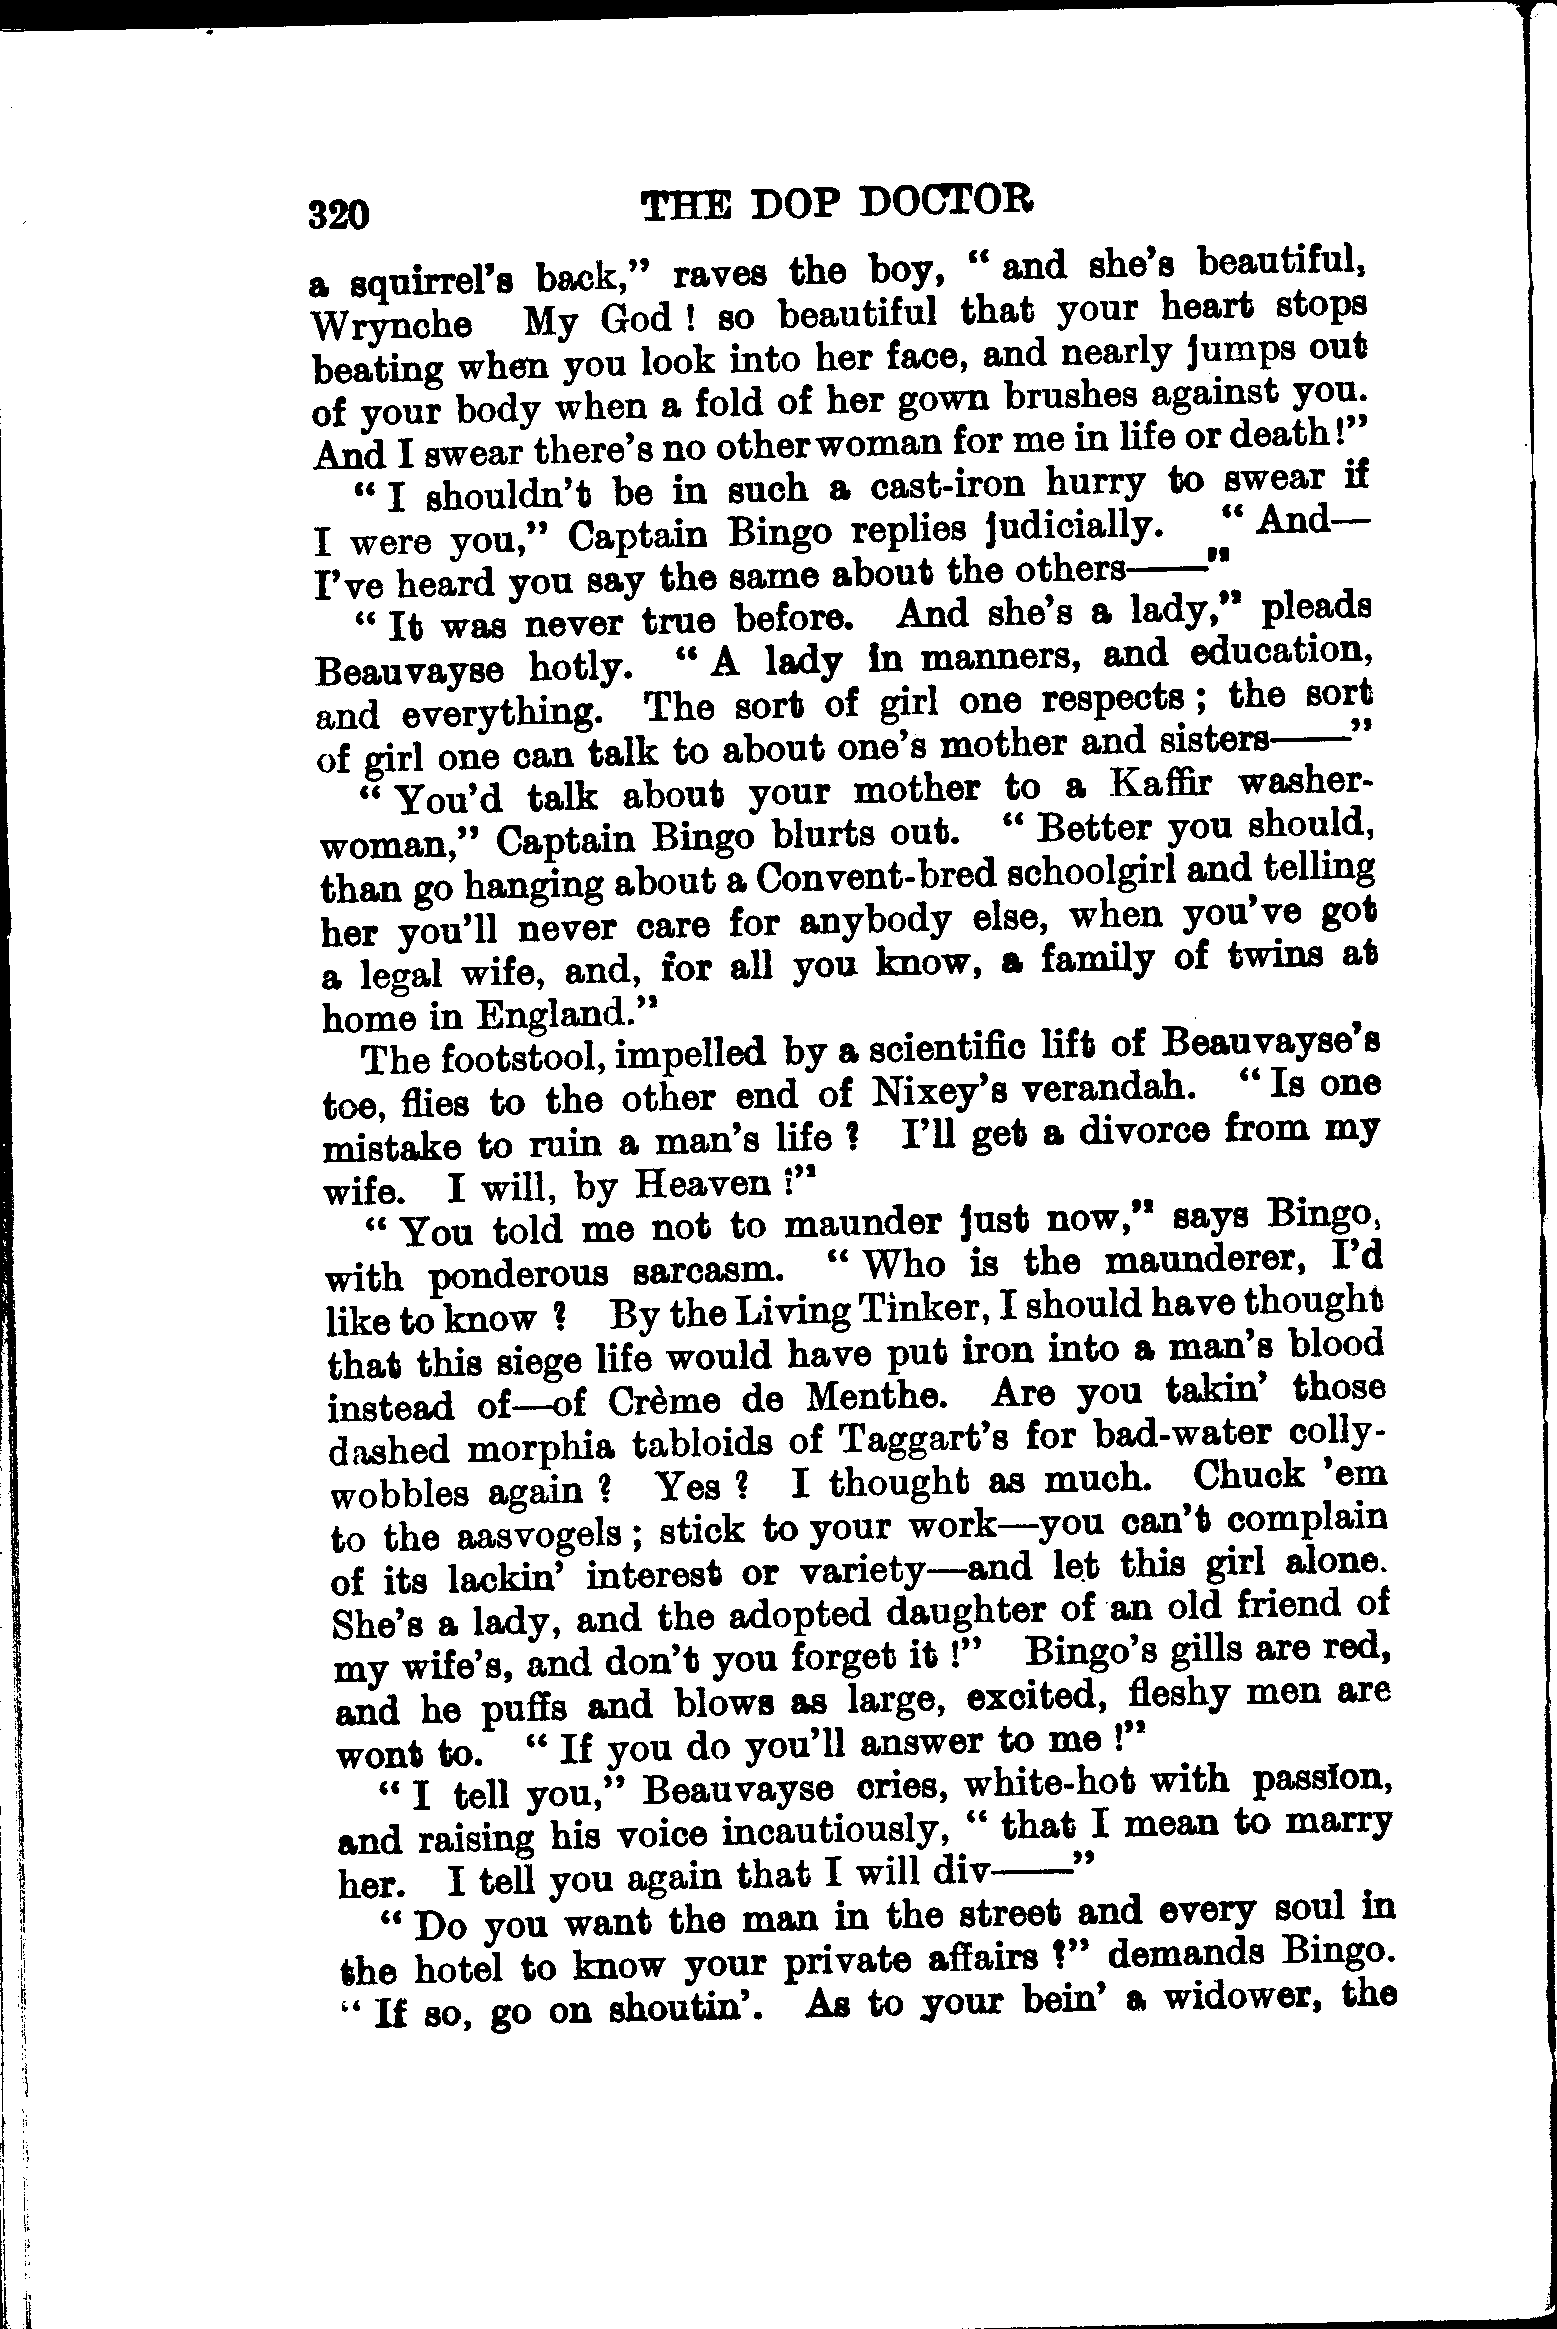 320 THE DOP DOCTOR
a squirrel's back,” raves the boy, “ and she's beautiful,
Wrynche My God ! so beautiful that your heart stops
beating when you look into her face, and nearly jumps out
of your body when a fold of her gown brushes against you.
And I swear there's no other woman for me in life or death!”
“ I shouldn't be in such a cast-iron hurry to swear if
I were you,” Captain Bingo replies judicially. “ And—
I've heard you say the same about the others——”
“ It was never true before. And she's a lady,” pleads
Beauvayse hotly. “ A lady in manners, and education,
and everything. The sort of girl one respects ; the sort
of girl one can talk to about one's mother and sisters——”
“ You'd talk about your mother to a Kaffir washer-
woman,” Captain Bingo blurts out. “ Better you should,
than go hanging about a Convent-bred schoolgirl and telling
her you'll never care for anybody else, when you've got
a legal wife, and, for all you know, a family of twins at
home in England.”
The footstool, impelled by a scientific lift of Beauvayse's
toe, flies to the other end of Nixey's verandah. “ Is one
mistake to ruin a man's life ? I'll get a divorce from my
wife. I will, by Heaven !”
“ You told me not to maunder just now,” says Bingo,
with ponderous sarcasm. “ Who is the maunderer, I'd
like to know ? By the Living Tinker, I should have thought
that this siege life would have put iron into a man's blood
instead of—of Crème de Menthe. Are you takin' those
dashed morphia tabloids of Taggart's for bad-water colly-
wobbles again ? Yes ? I thought as much. Chuck 'em
to the aasvogels ; stick to your work—you can't complain
of its lackin' interest or variety—and let this girl alone.
She's a lady, and the adopted daughter of an old friend of
my wife's, and don't you forget it !” Bingo's gills are red,
and he puffs and blows as large, excited, fleshy men are
wont to. “ If you do you'll answer to me !”
“ I tell you,” Beauvayse cries, white-hot with passion,
and raising his voice incautiously, “ that I mean to marry
her. I tell you again that I will div——”
“ Do you want the man in the street and every soul in
the hotel to know your private affairs ?” demands Bingo.
“ If so, go on shoutin'. As to your bein' a widower, the